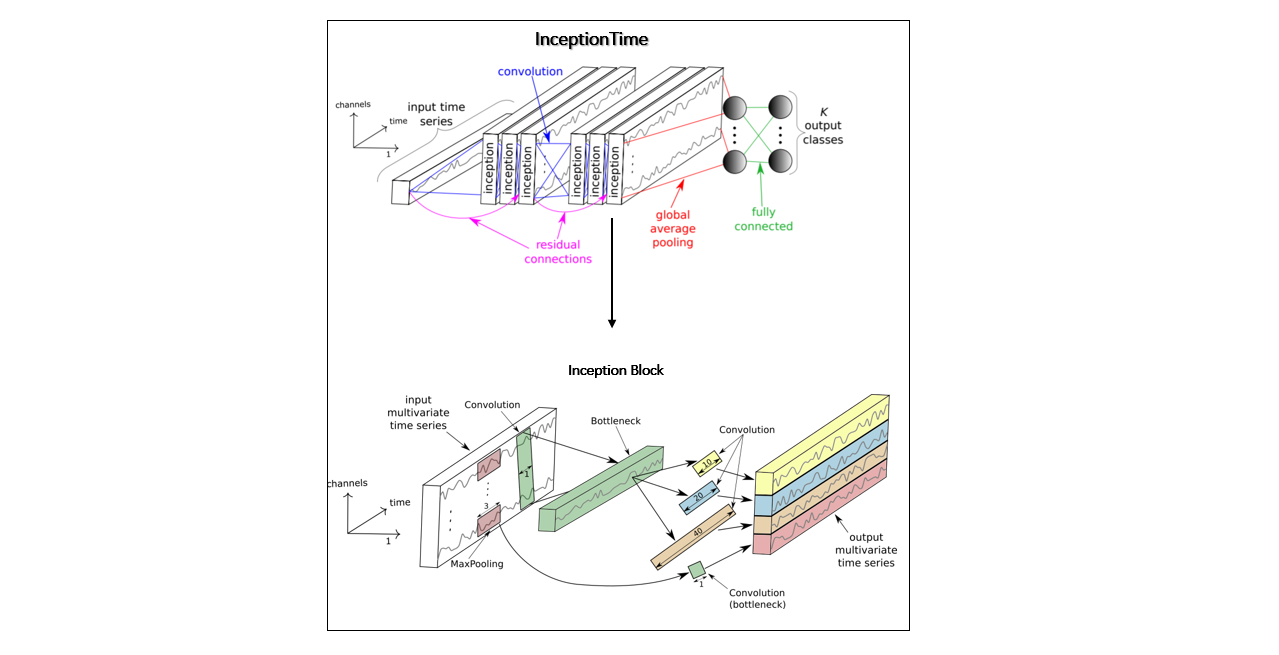 InceptionTime
convolution
channels
time
1
input time
series
inception
inception
inception
inception
inception
inception
K
output
classes
global
average
pooling
fully
connected
residual
connections
Inception Block
input
multivariate
time series
Convolution
Bottleneck
Convolution
channels
time
1
1
3
MaxPooling
10
20
40
1
Convolution
(bottleneck)
output
multivariate
time series